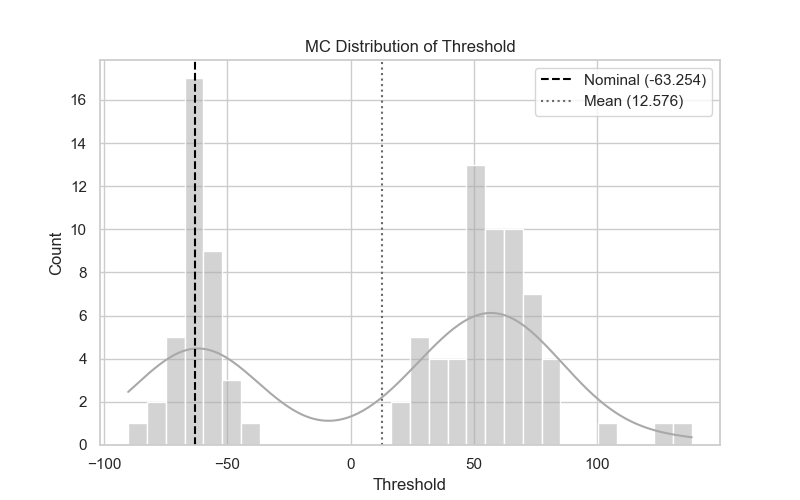 MC Distribution of Threshold
Nominal (-63.254)
Mean (12.576)
Count
16
14
12
10
8
6
4
2
0
−100
−50
0
50
100
Threshold